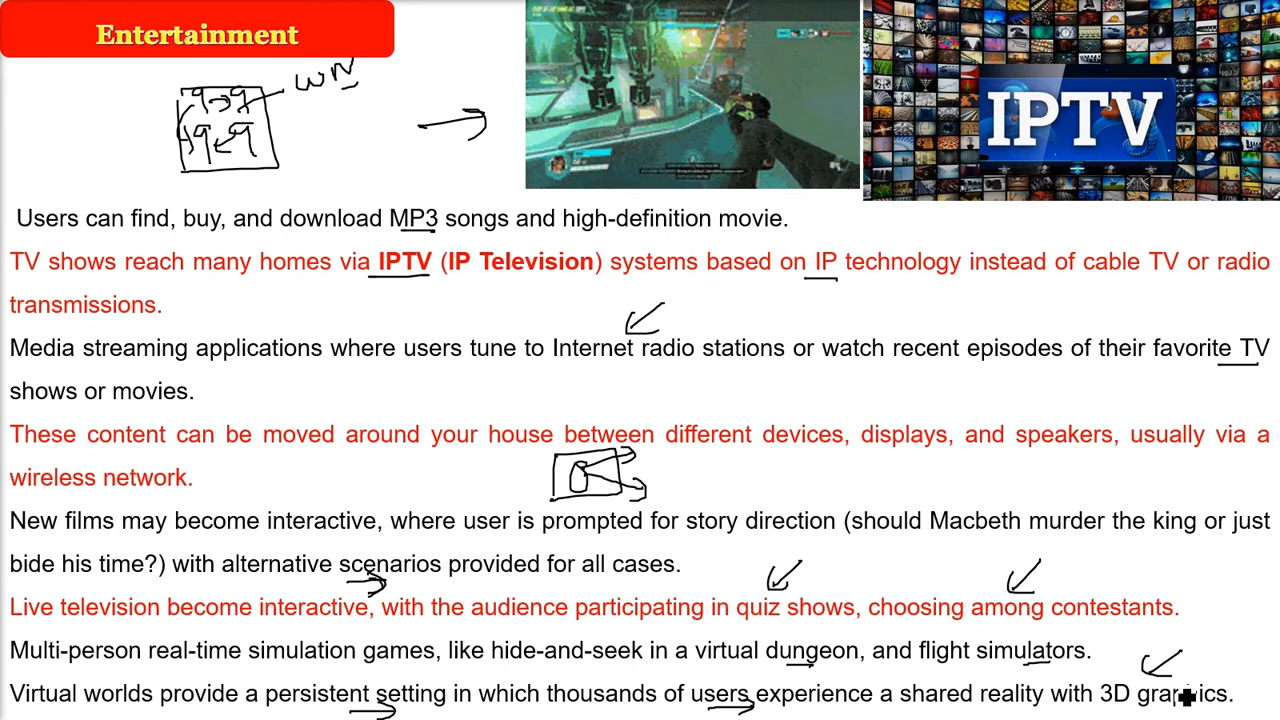 Entertainment
WN
IPTV
Users can find, buy, and download MP3 songs and high-definition movie.
TV shows reach many homes via IPTV (IP Television) systems based on IP technology instead of cable TV or radio
transmissions.
Media streaming applications where users tune to Internet radio stations or watch recent episodes of their favorite TV
shows or movies.
These content can be moved around your house between different devices, displays, and speakers, usually via a
wireless network.
New films may become interactive, where user is prompted for story direction (should Macbeth murder the king or just
bide his time?) with alternative scenarios provided for all cases.
Live television become interactive, with the audience participating in quiz shows, choosing among contestants.
Multi-person real-time simulation games, like hide-and-seek in a virtual dungeon, and flight simulators.
Virtual worlds provide a persistent setting in which thousands of users experience a shared reality with 3D graphics.